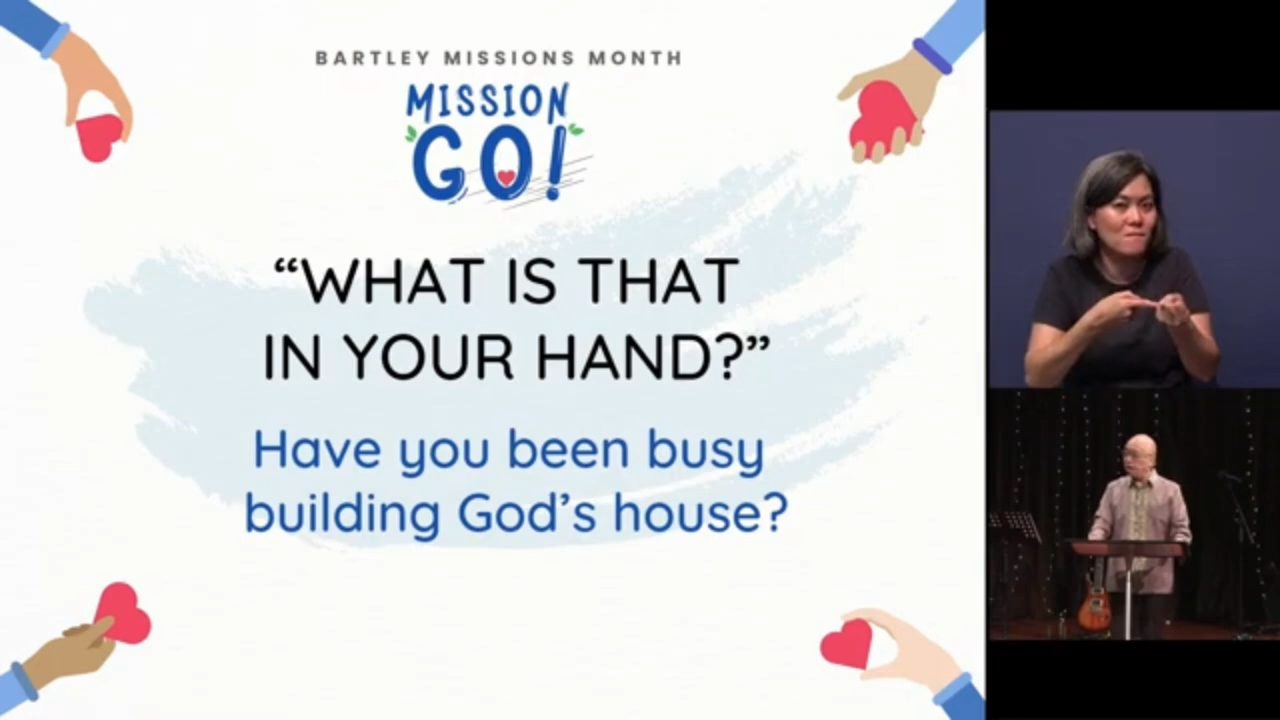 BARTLEY MISSIONS MONTH
MISSION
GO!
“WHAT IS THAT
IN YOUR HAND?”
Have you been busy
building God’s house?